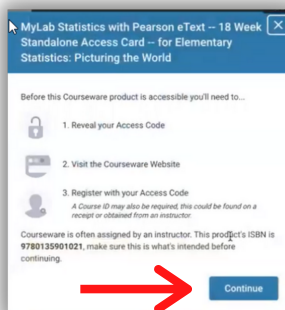 MyLab Statistics with Pearson eText -- 18 Week
Standalone Access Card -- for Elementary
Statistics: Picturing the World
Before this Courseware product is accessible you'll need to...
1. Reveal your Access Code
2. Visit the Courseware Website
3. Register with your Access Code
A Course ID may also be required, this could be found on a
receipt or obtained from an instructor.
Courseware is often assigned by an instructor. This product's ISBN is
9780135901021, make sure this is what's intended before
continuing.
Continue